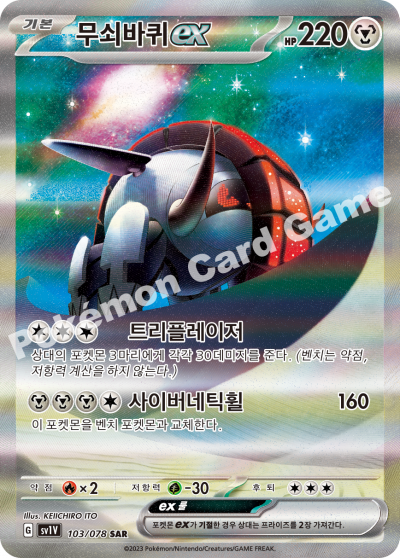 기본
무쇠바퀴ex
HP220
Pokémon Card Game
트리플레이저
상대의 포켓몬 3마리에게 각각 30데미지를 준다. (벤치는 약점,
저항력 계산을 하지 않는다.)
사이버네틱휠 160
이 포켓몬을 벤치 포켓몬과 교체한다.
약점 ×2 저항력 -30 후퇴
Illus. KEIICHIRO ITO
G sv1V 103/078 SAR
ex 룰
포켓몬 ex가 기절한 경우 상대는 프라이즈를 2장 가져간다.
©2023 Pokémon/Nintendo/Creatures/GAME FREAK.